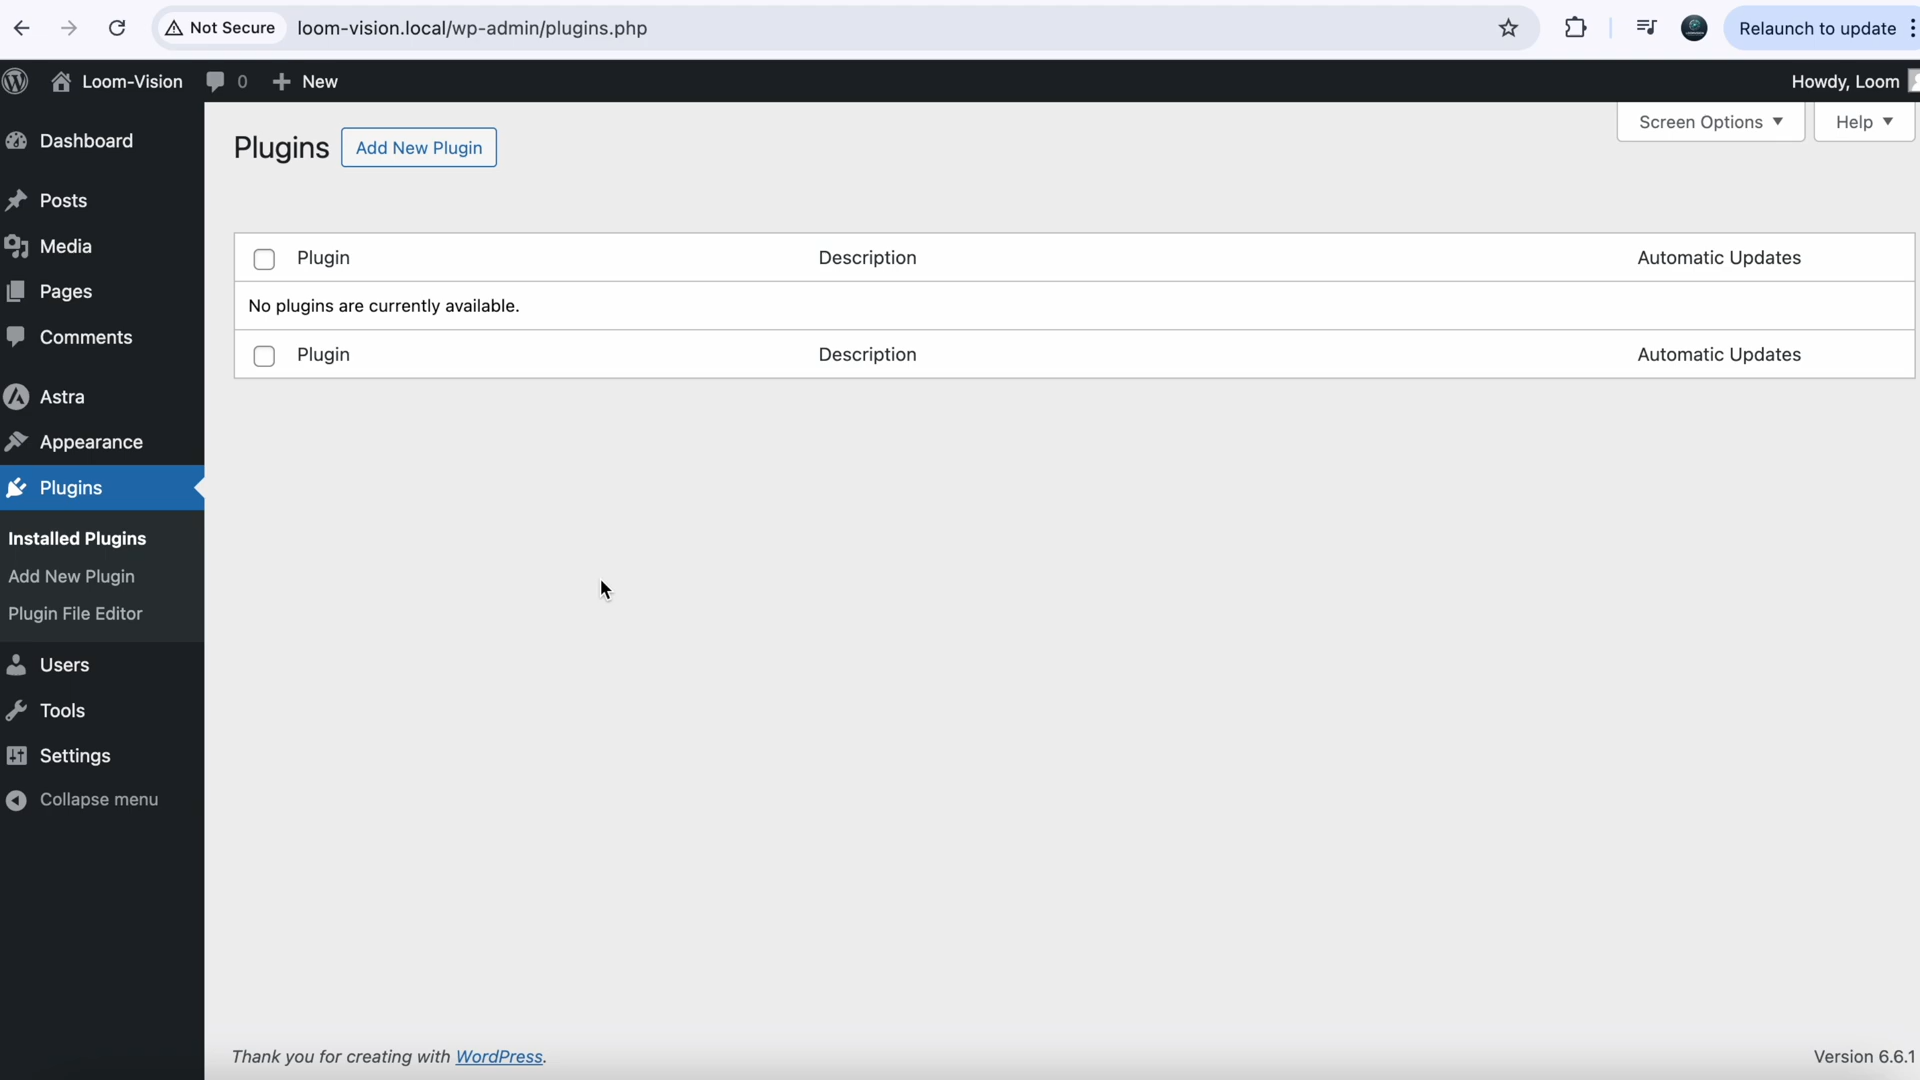 Not Secure loom-vision.local/wp-admin/plugins.php Relaunch to update
Loom-Vision 0 New Howdy, Loom
Screen Options Help
Plugins Add New Plugin
Dashboard
Posts
Media
Pages
Comments
Astra
Appearance
Plugins
Installed Plugins
Add New Plugin
Plugin File Editor
Users
Tools
Settings
Collapse menu
Plugin Description Automatic Updates
No plugins are currently available.
Plugin Description Automatic Updates
Thank you for creating with WordPress. Version 6.6.1